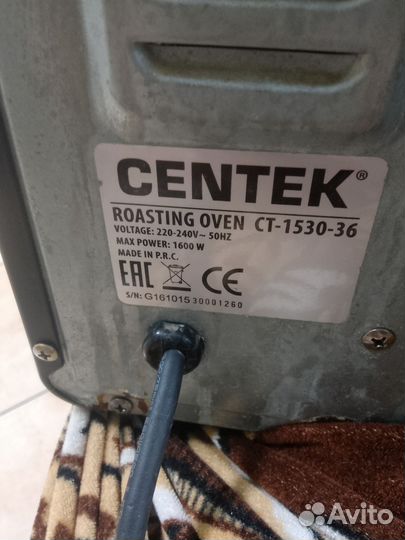 CENTEK®
ROASTING OVEN CT-1530-36
VOLTAGE: 220-240V~ 50HZ
MAX POWER: 1600 W
MADE IN P.R.C.
EAC CE
S/N: G16101530001260
Avito